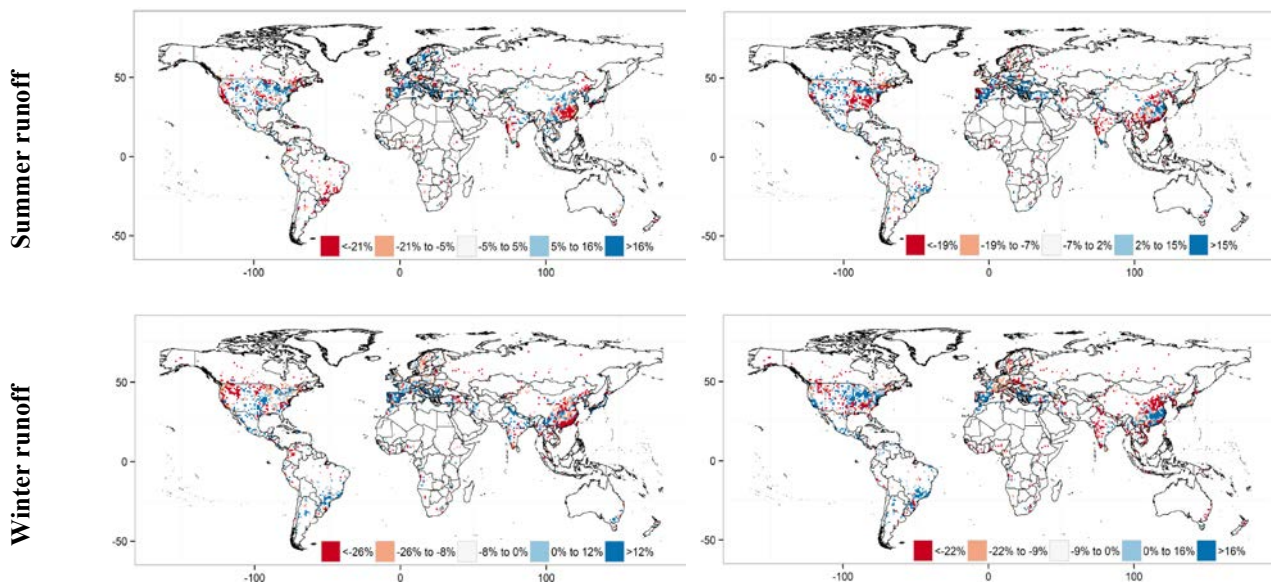 Summer runoff
50
0
-50
<-21% -21% to -5% -5% to 5% 5% to 16% >16%
-100 0 100
<-19% -19% to -7% -7% to 2% 2% to 15% >15%
-100 0 100
Winter runoff
50
0
-50
<-26% -26% to -8% -8% to 0% 0% to 12% >12%
-100 0 100
50
0
-50
<-22% -22% to -9% -9% to 0% 0% to 16% >16%
-100 0 100
50
0
-50